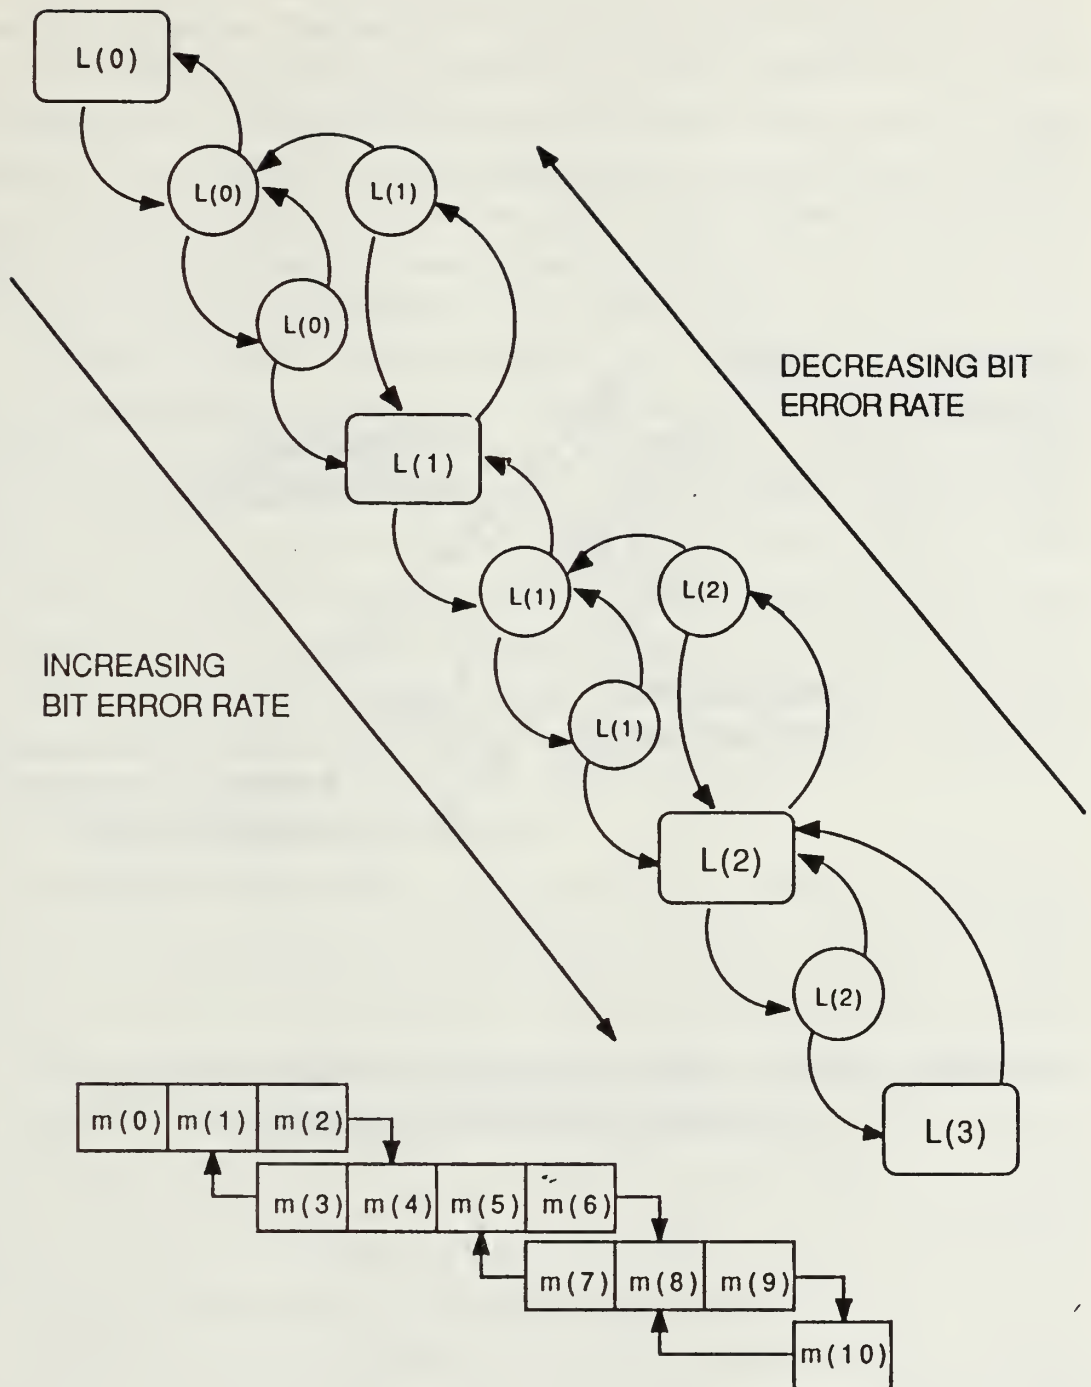 L(0)
L(0)
L(1)
L(0)
DECREASING BIT
ERROR RATE
L(1)
L(1)
L(2)
INCREASING
BIT ERROR RATE
L(1)
L(2)
L(2)
L(3)
m(0) m(1) m(2)
m(3) m(4) m(5) m(6)
m(7) m(8) m(9)
m(10)